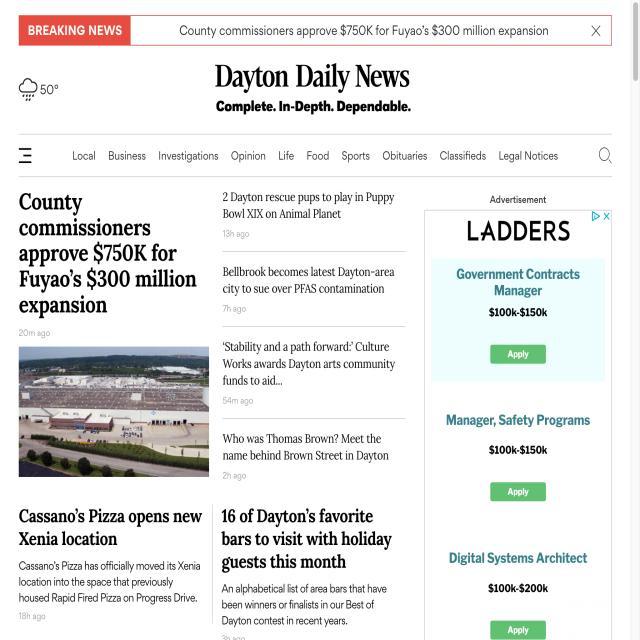 BREAKING NEWS
County commissioners approve $750K for Fuyao's $300 million expansion
50°
Dayton Daily News
Complete. In-Depth. Dependable.
Local Business Investigations Opinion Life Food Sports Obituaries Classifieds Legal Notices
County
commissioners
approve $750K for
Fuyao's $300 million
expansion
20m ago
2 Dayton rescue pups to play in Puppy
Bowl XIX on Animal Planet
13h ago
Bellbrook becomes latest Dayton-area
city to sue over PFAS contamination
7h ago
'Stability and a path forward:' Culture
Works awards Dayton arts community
funds to aid...
54m ago
Who was Thomas Brown? Meet the
name behind Brown Street in Dayton
2h ago
Cassano's Pizza opens new
Xenia location
Cassano's Pizza has officially moved its Xenia
location into the space that previously
housed Rapid Fired Pizza on Progress Drive.
18h ago
16 of Dayton's favorite
bars to visit with holiday
guests this month
An alphabetical list of area bars that have
been winners or finalists in our Best of
Dayton contest in recent years.
3h ago
Advertisement
LADDERS
Government Contracts
Manager
$100k-$150k
Apply
Manager, Safety Programs
$100k-$150k
Apply
Digital Systems Architect
$100k-$200k
Apply